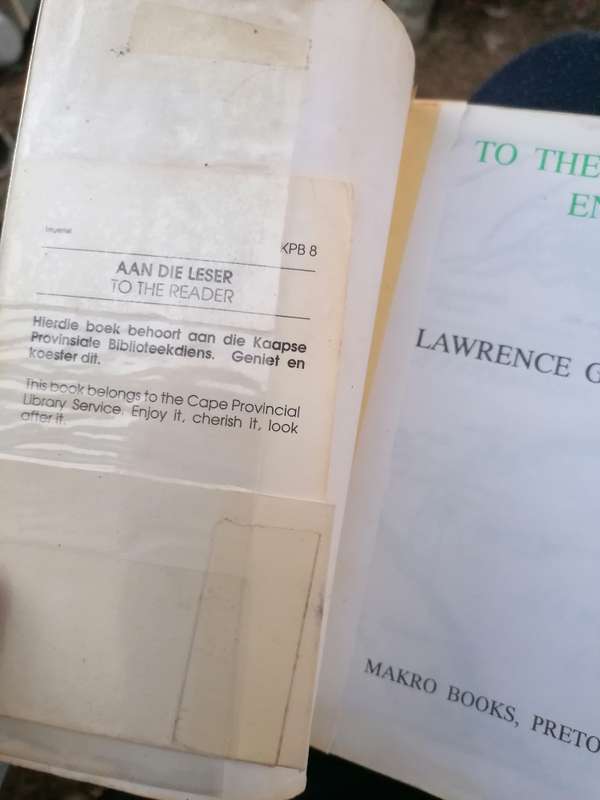 KPB 8
AAN DIE LESER
TO THE READER
Hierdie boek behoort aan die Kaapse
Provinsiale Biblioteekdiens. Geniet en
koester dit.
This book belongs to the Cape Provincial
Library Service. Enjoy it, cherish it, look
after it.
TO THE
EN
LAWRENCE G
MAKRO BOOKS, PRETO